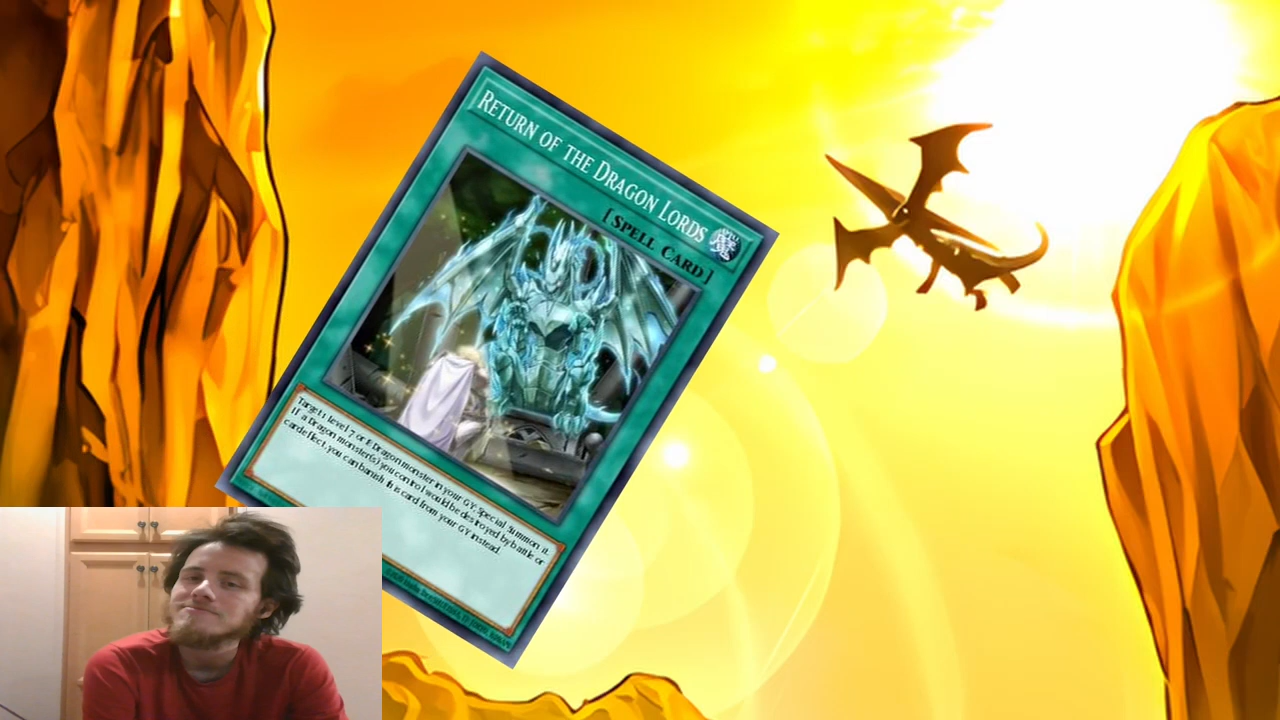 RETURN OF THE DRAGON LORDS
[SPELL CARD]
Target 1 Level 7 or 8 Dragon monster in your GY; Special Summon it.
If a Dragon monster(s) you control would be destroyed by battle or
card effect, you can banish this card from your GY instead.